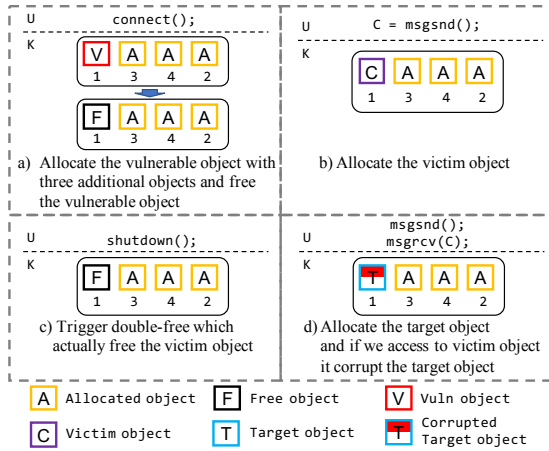 U connect();
K
V A A A
1 3 4 2
F A A A
1 3 4 2
a) Allocate the vulnerable object with
three additional objects and free
the vulnerable object
U C = msgsnd();
K
C A A A
1 3 4 2
b) Allocate the victim object
U shutdown();
K
F A A A
1 3 4 2
c) Trigger double-free which
actually free the victim object
U msgsnd();
msgrcv(C);
K
T A A A
1 3 4 2
d) Allocate the target object
and if we access to victim object
it corrupt the target object
A Allocated object
F Free object
V Vuln object
C Victim object
T Target object
T Corrupted
Target object